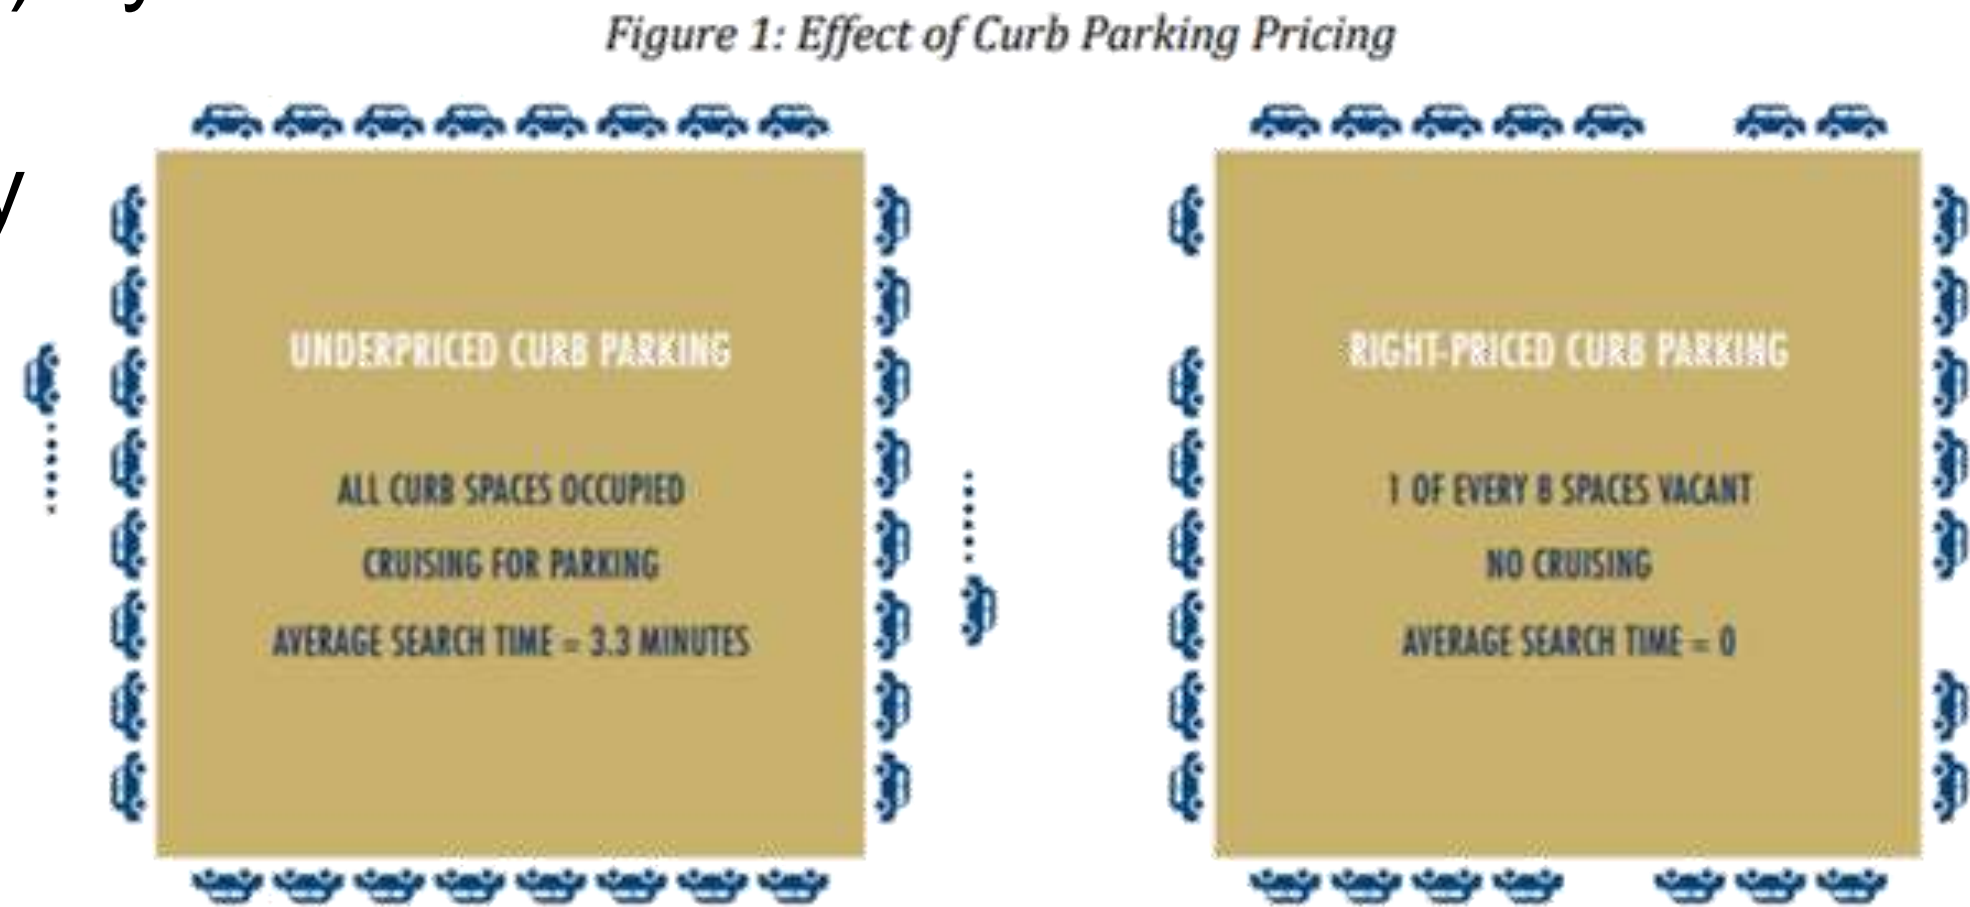 Figure 1: Effect of Curb Parking Pricing
UNDERPRICED CURB PARKING
ALL CURB SPACES OCCUPIED
CRUISING FOR PARKING
AVERAGE SEARCH TIME = 3.3 MINUTES
RIGHT-PRICED CURB PARKING
1 OF EVERY 8 SPACES VACANT
NO CRUISING
AVERAGE SEARCH TIME = 0